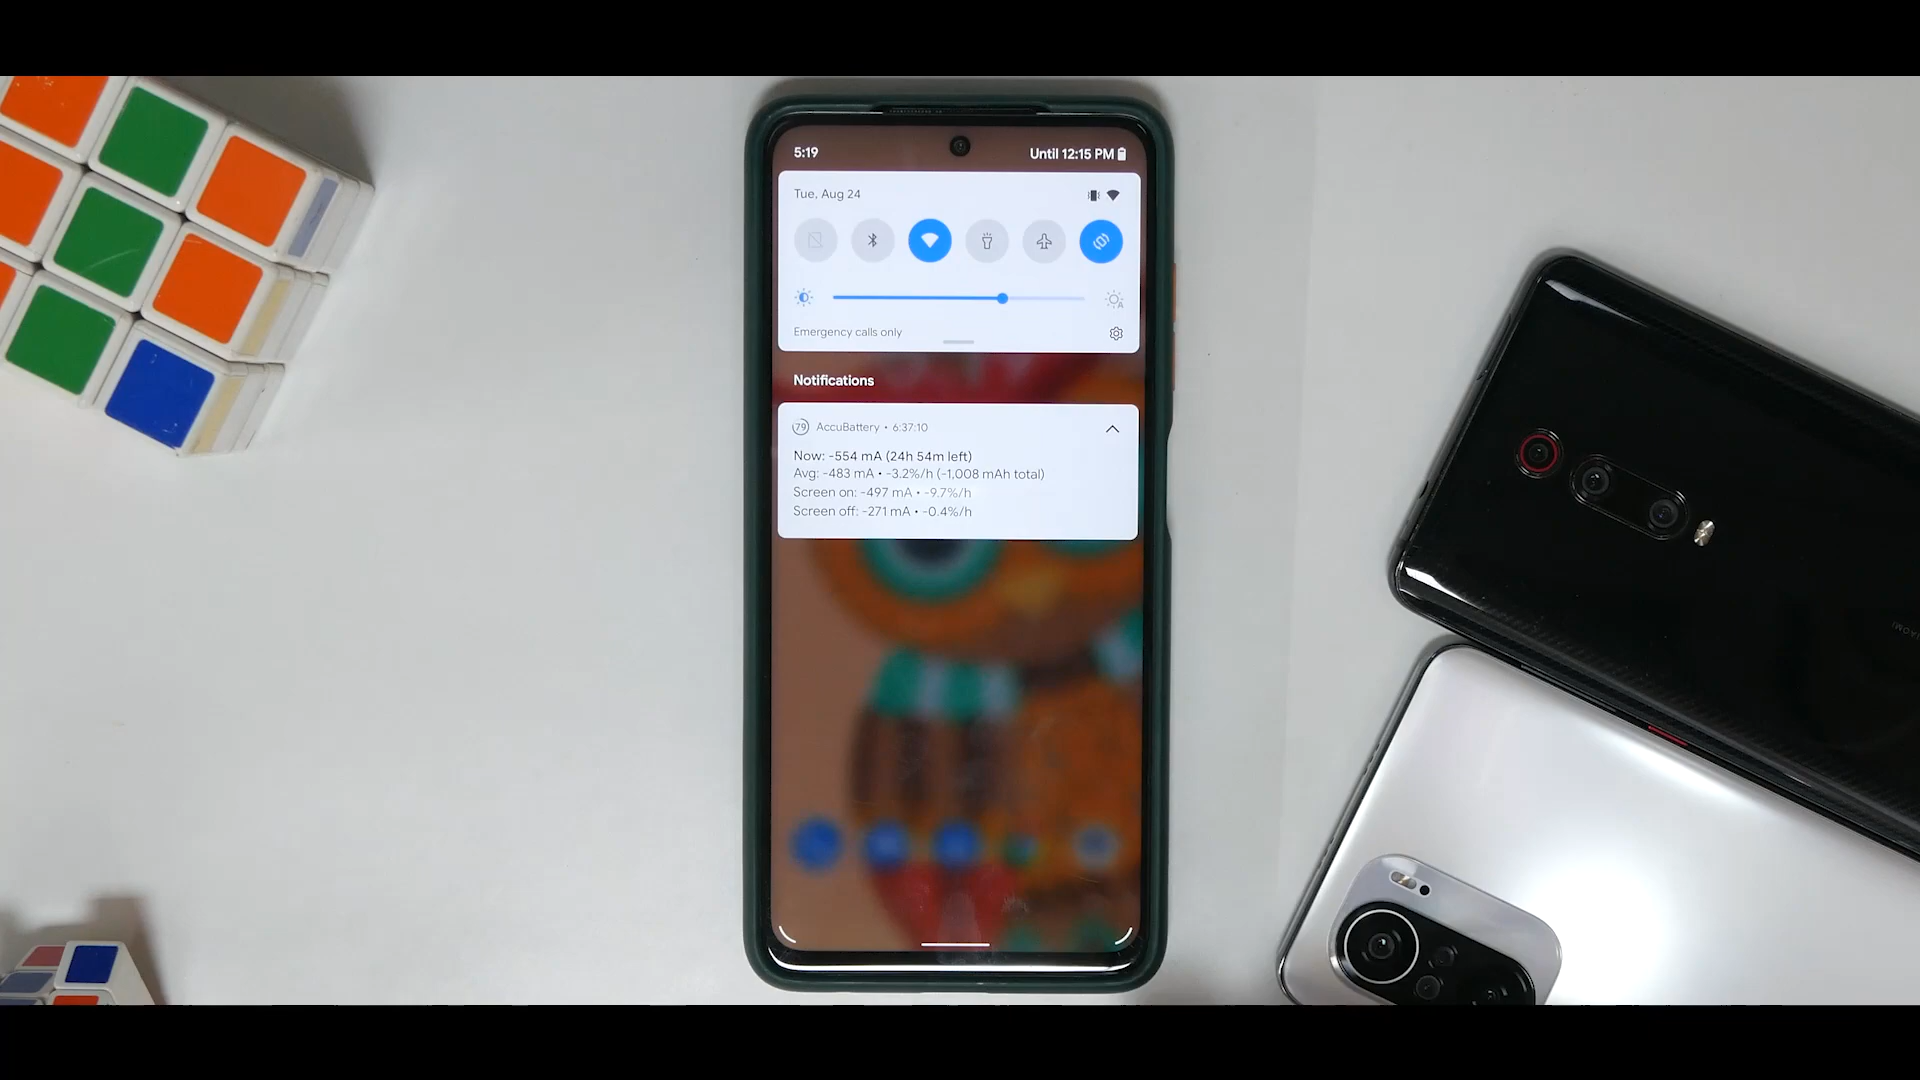 5:19
Until 12:15 PM
Tue, Aug 24
Emergency calls only
Notifications
79 AccuBattery • 6:37:10
Now: -554 mA (24h 54m left)
Avg: -483 mA • -3.2%/h (-1,008 mAh total)
Screen on: -497 mA • -9.7%/h
Screen off: -271 mA • -0.4%/h
XIAOMI